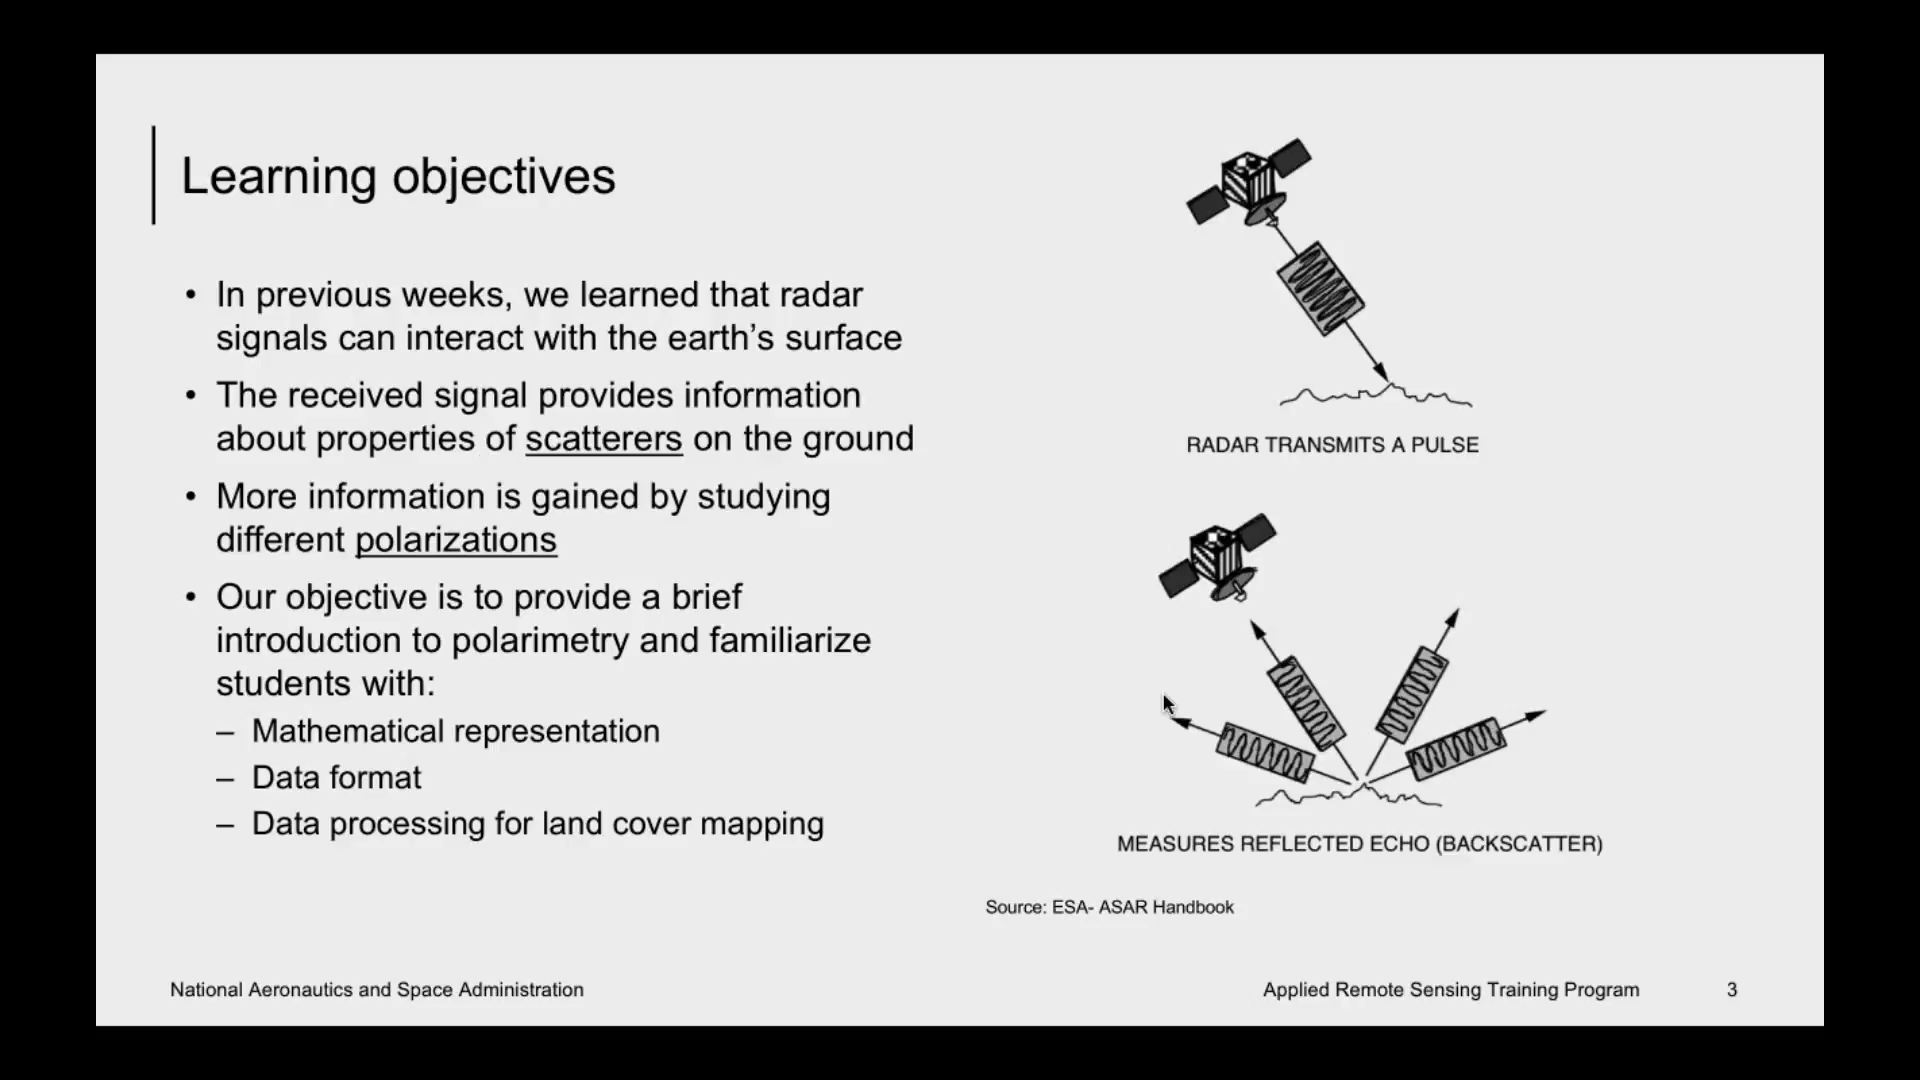 Learning objectives
• In previous weeks, we learned that radar
signals can interact with the earth’s surface
• The received signal provides information
about properties of scatterers on the ground
• More information is gained by studying
different polarizations
• Our objective is to provide a brief
introduction to polarimetry and familiarize
students with:
– Mathematical representation
– Data format
– Data processing for land cover mapping
RADAR TRANSMITS A PULSE
MEASURES REFLECTED ECHO (BACKSCATTER)
Source: ESA- ASAR Handbook
National Aeronautics and Space Administration
Applied Remote Sensing Training Program
3